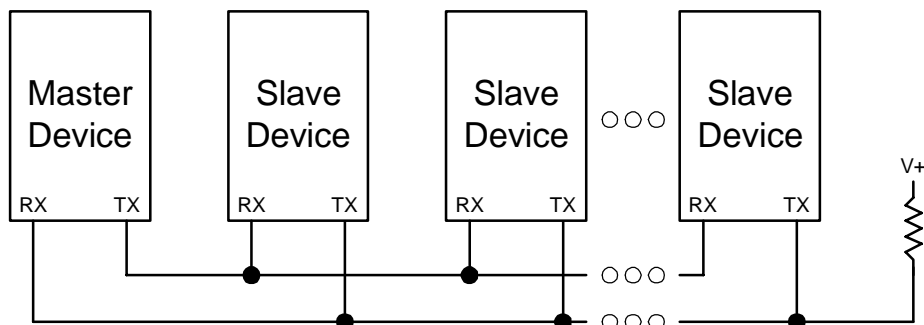 Master
Device
Slave
Device
Slave
Device
Slave
Device
RX TX
RX TX
RX TX
RX TX
V+